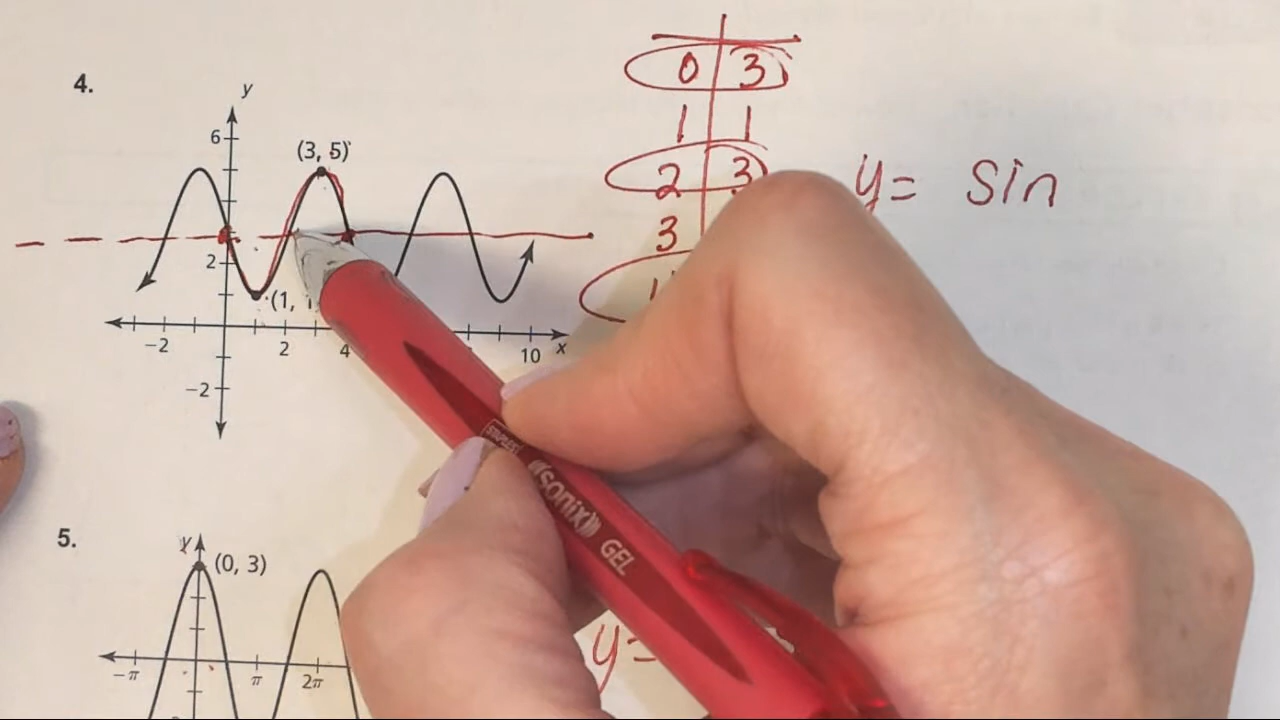 4.
y
6
(3, 5)
2
(1,
−2 2 4 10 x
−2
0 3
1 1
2 3
3
y = sin
5.
y
(0, 3)
−π π 2π
y=
STAPLES
sonix
GEL